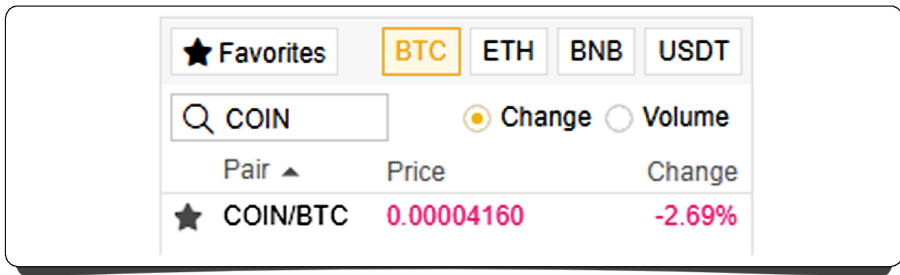 Favorites BTC ETH BNB USDT
COIN Change Volume
Pair Price Change
COIN/BTC 0.00004160 -2.69%